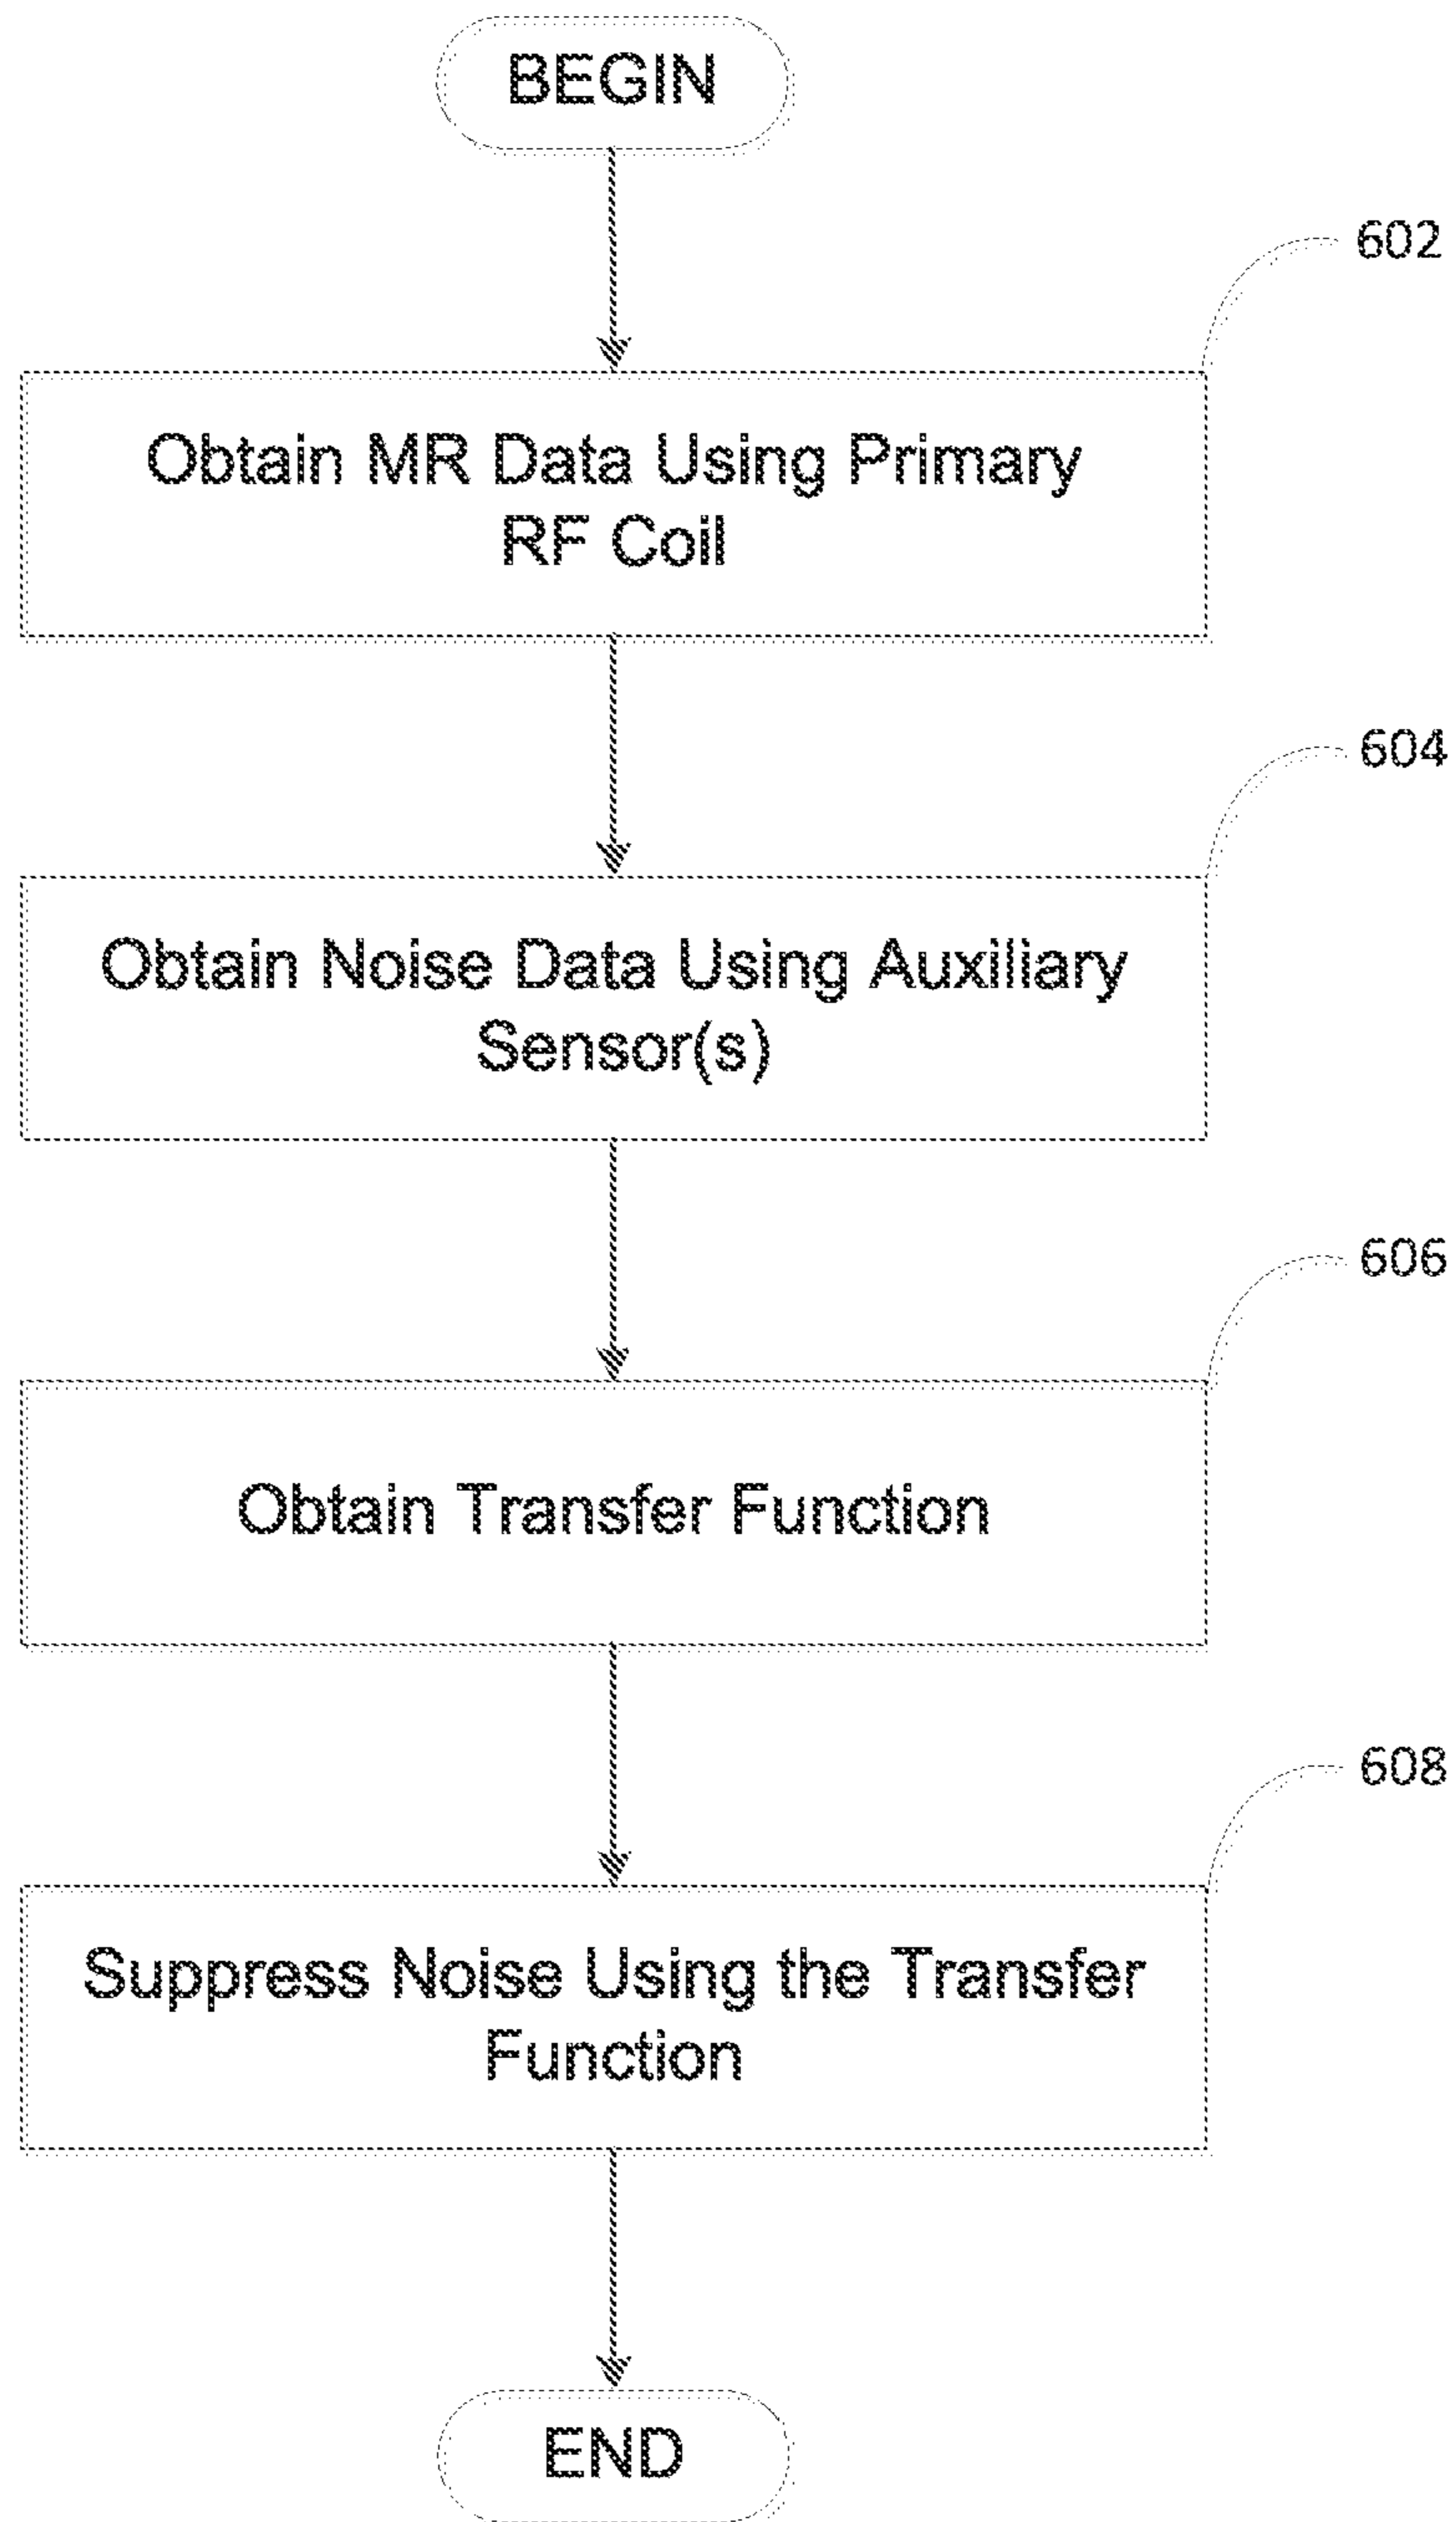 BEGIN
602
Obtain MR Data Using Primary
RF Coil
604
Obtain Noise Data Using Auxiliary
Sensor(s)
606
Obtain Transfer Function
608
Suppress Noise Using the Transfer
Function
END